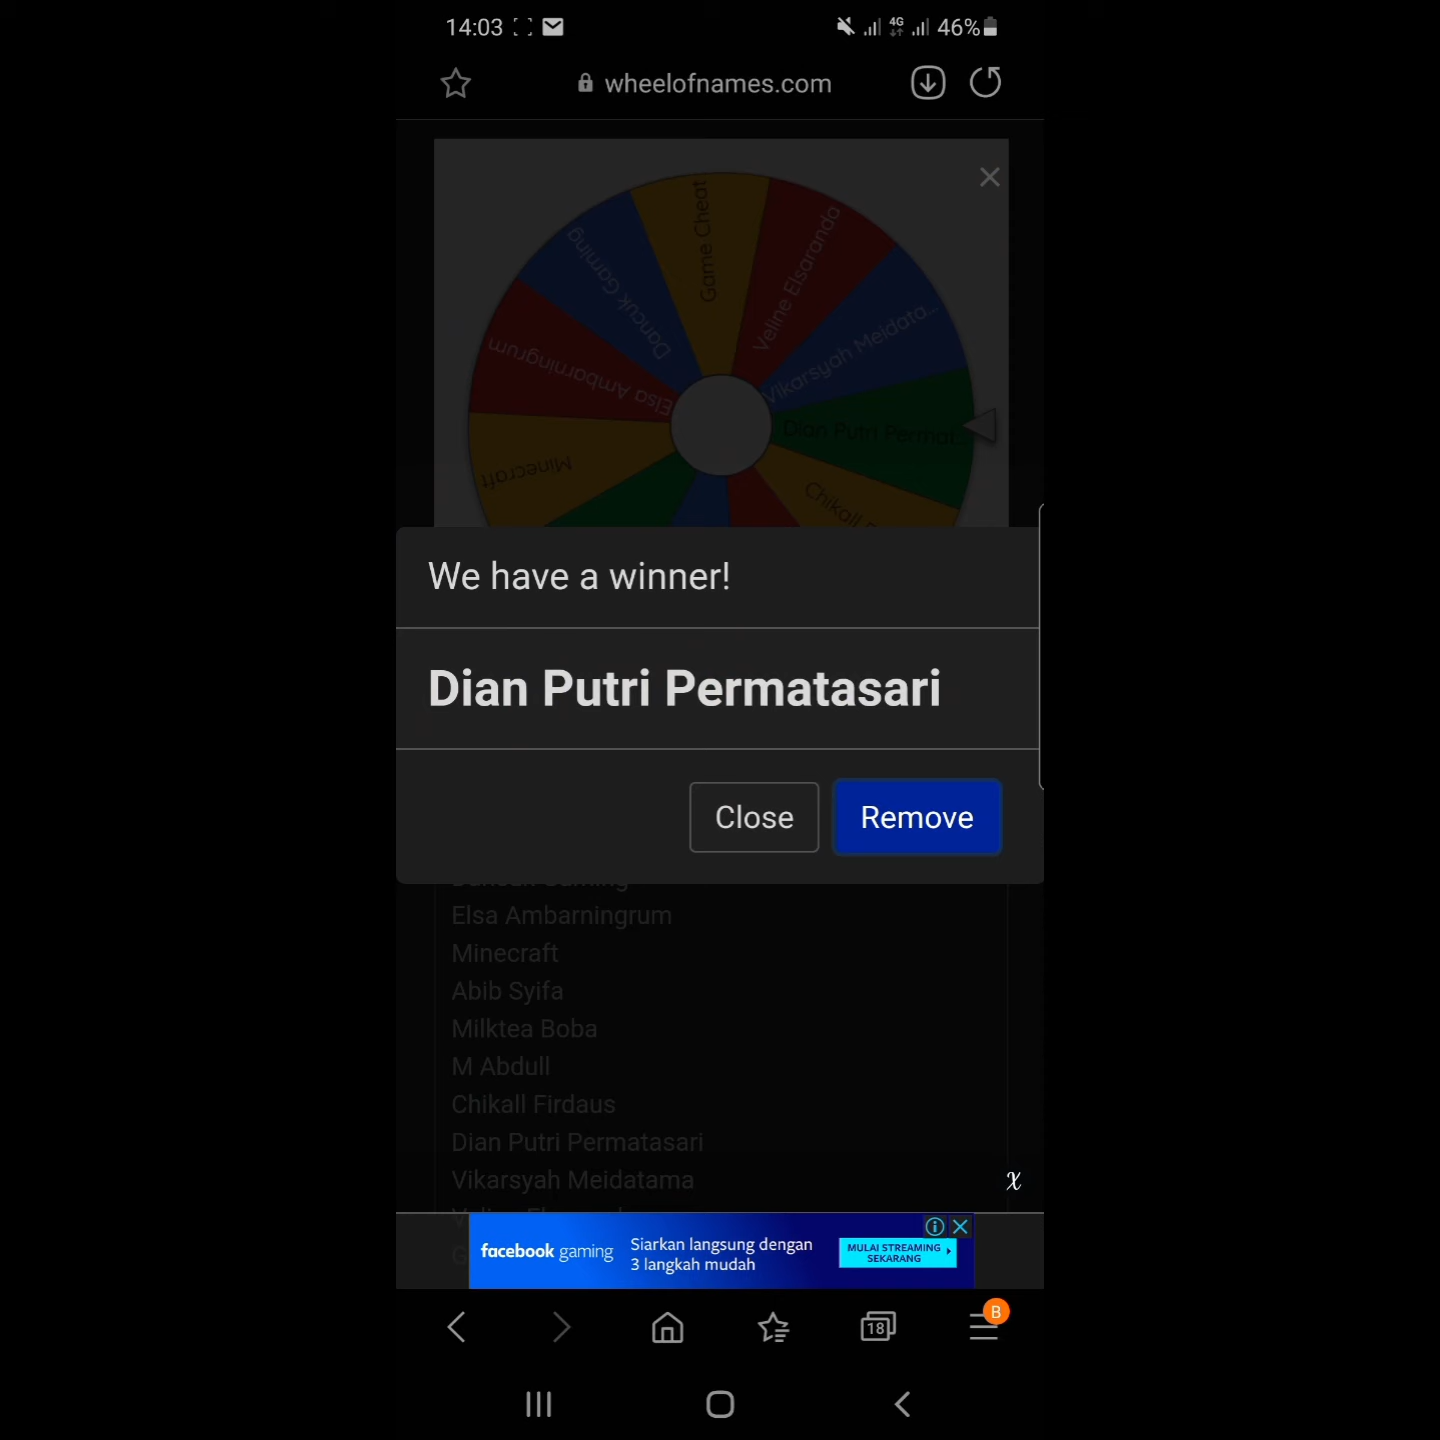 14:03
4G
46%
wheelofnames.com
Game Cheat
Veline Elsaranda
Dancuk Gaming
Vikarsyah Meidata...
Elsa Ambarningrum
Dian Putri Permat
Minecraft
Chikall
We have a winner!
Dian Putri Permatasari
Close
Remove
Elsa Ambarningrum
Minecraft
Abib Syifa
Milktea Boba
M Abdull
Chikall Firdaus
Dian Putri Permatasari
Vikarsyah Meidatama
facebook gaming
Siarkan langsung dengan
3 langkah mudah
MULAI STREAMING
SEKARANG
18
B